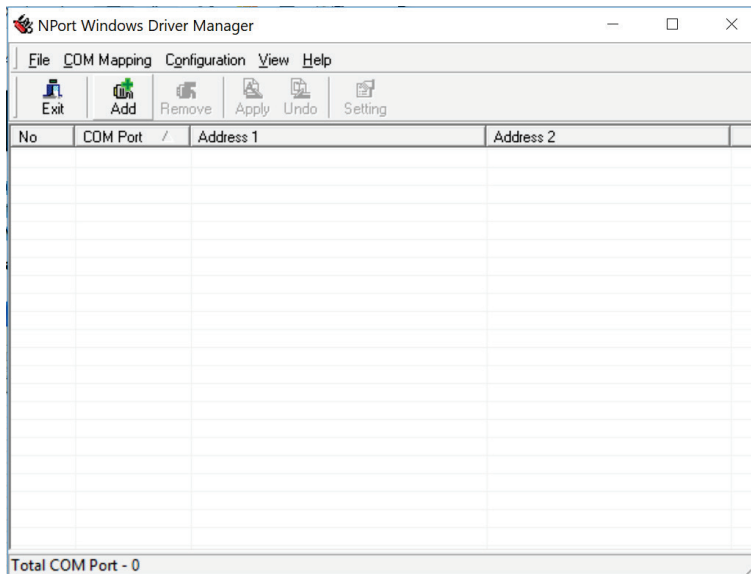 NPort Windows Driver Manager
File COM Mapping Configuration View Help
Exit Add Remove Apply Undo Setting
No COM Port Address 1 Address 2
Total COM Port - 0